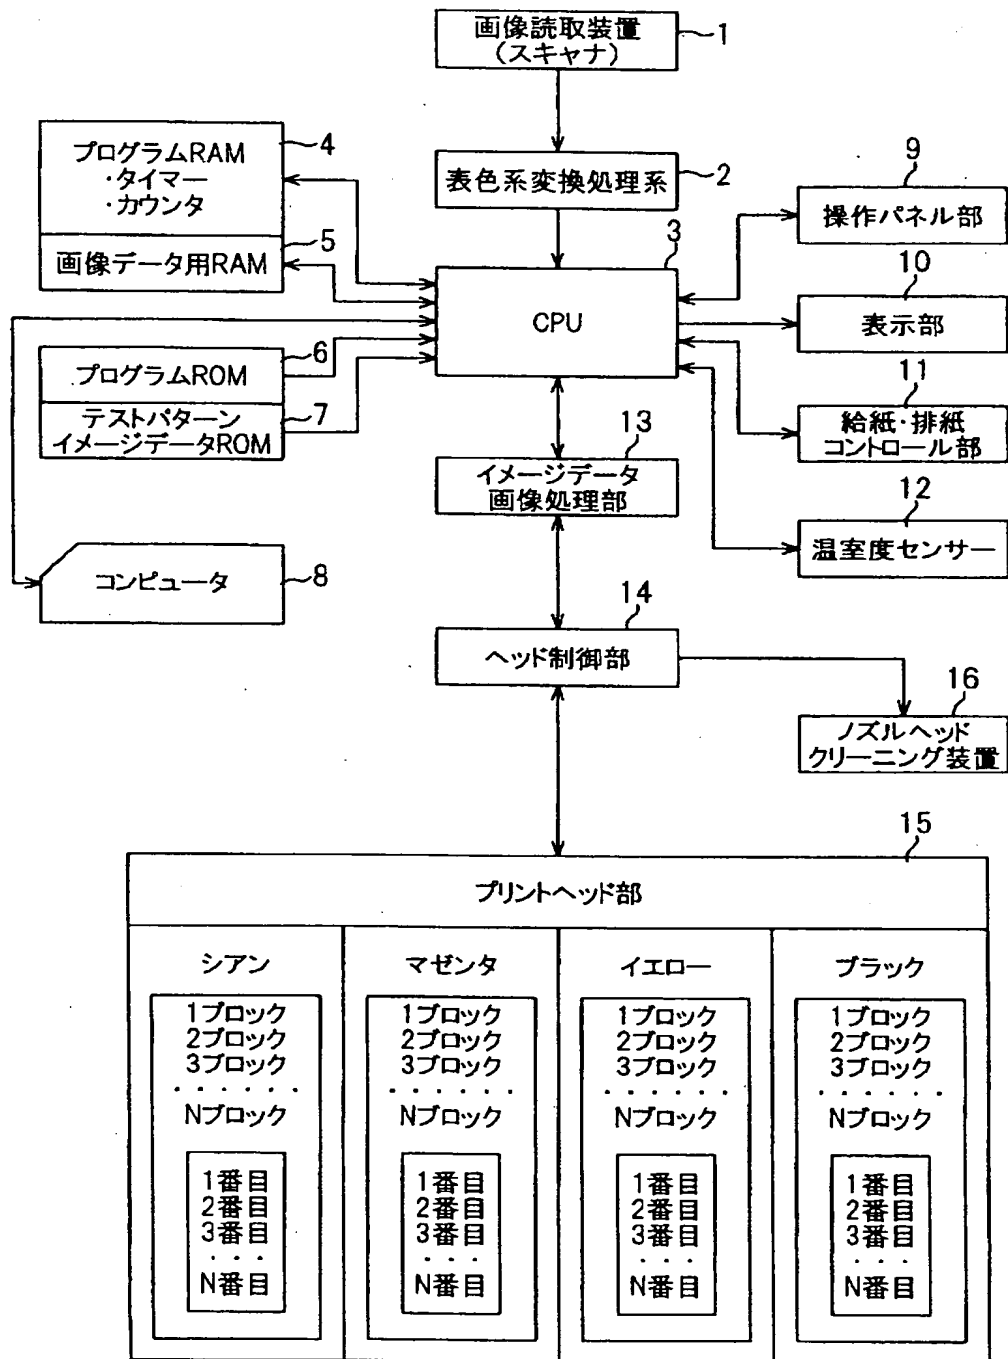 画像読取装置
(スキャナ)
1
表色系変換処理系
2
プログラムRAM
・タイマー
・カウンタ
4
画像データ用RAM
5
CPU
3
操作パネル部
9
表示部
10
プログラムROM
6
テストパターン
イメージデータROM
7
給紙・排紙
コントロール部
11
イメージデータ
画像処理部
13
温室度センサー
12
コンピュータ
8
ヘッド制御部
14
ノズルヘッド
クリーニング装置
16
プリントヘッド部
15
シアン
1ブロック
2ブロック
3ブロック
・・・・・・
Nブロック
1番目
2番目
3番目
・・・
N番目
マゼンタ
1ブロック
2ブロック
3ブロック
・・・・・・
Nブロック
1番目
2番目
3番目
・・・
N番目
イエロー
1ブロック
2ブロック
3ブロック
・・・・・・
Nブロック
1番目
2番目
3番目
・・・
N番目
ブラック
1ブロック
2ブロック
3ブロック
・・・・・・
Nブロック
1番目
2番目
3番目
・・・
N番目